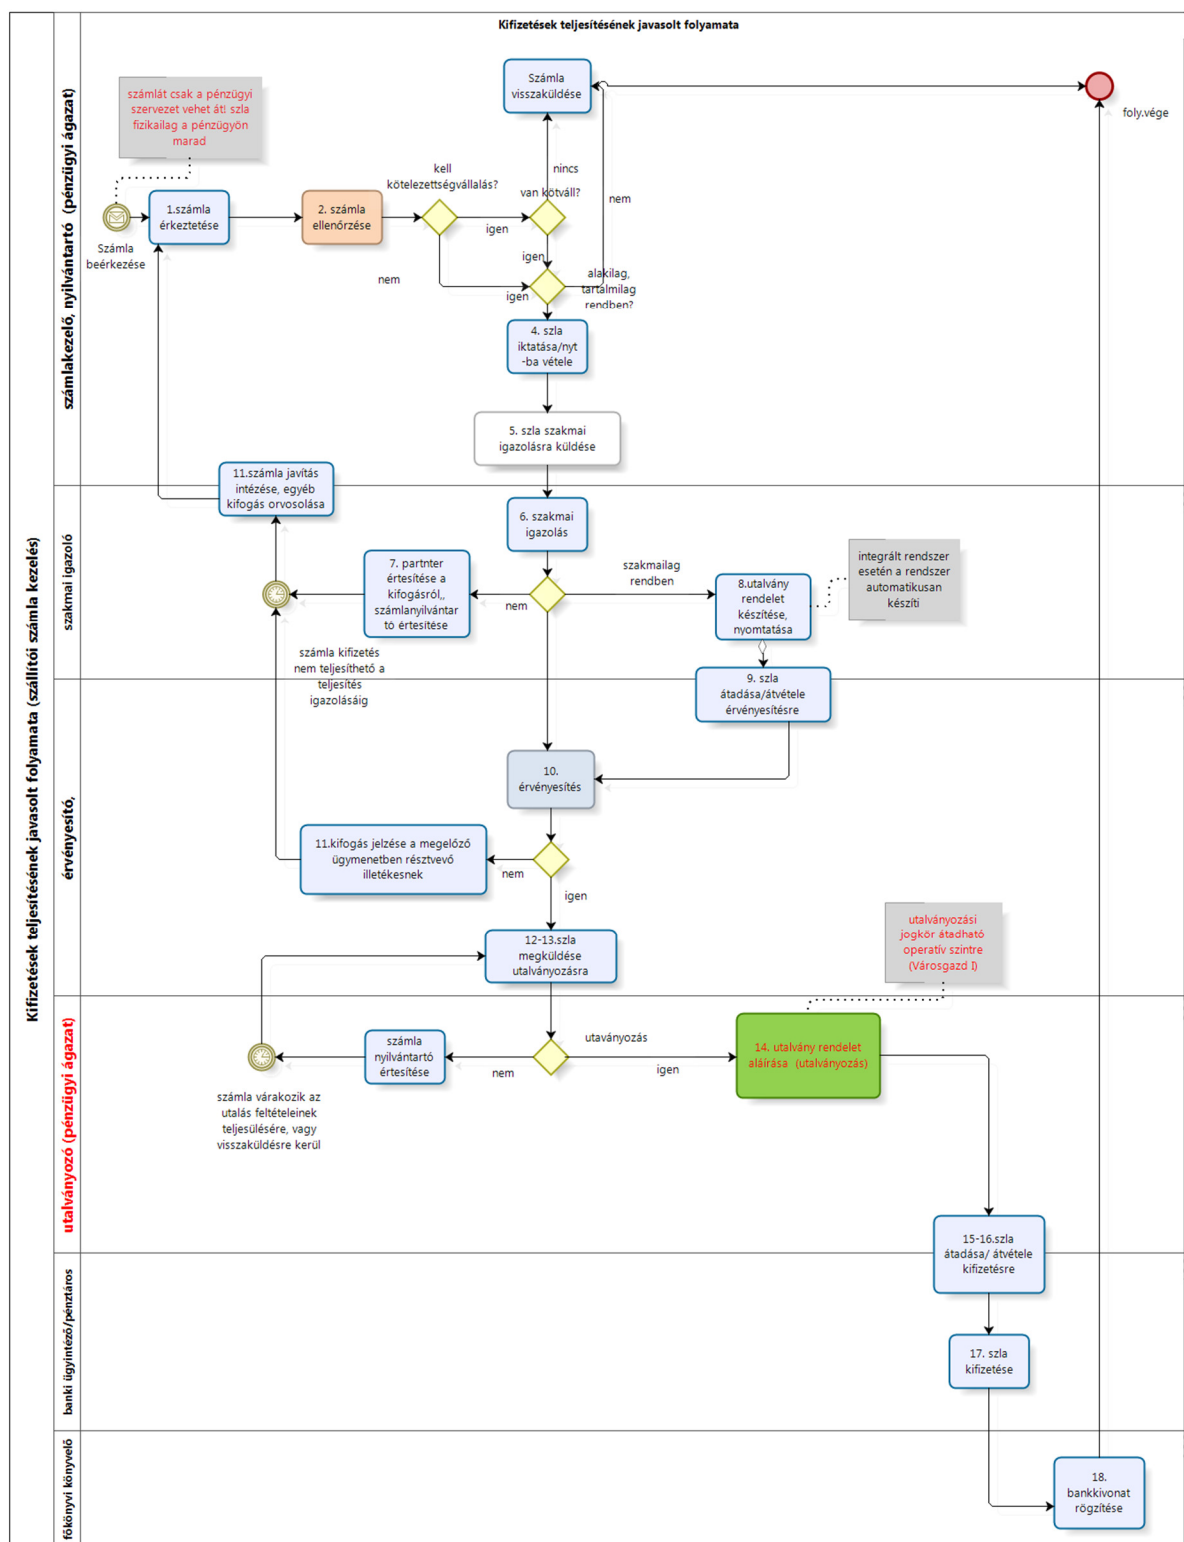 Kifizetések teljesítésének javasolt folyamata
Kifizetések teljesítésének javasolt folyamata (szállítói számla kezelés)
számlakezelő, nyilvántartó (pénzügyi ágazat)
számlát csak a pénzügyi
szervezet vehet át! szla
fizikailag a pénzügyön
marad
Számla
visszaküldése
foly.vége
Számla
beérkezése
1.számla
érkeztetése
2. számla
ellenőrzése
kell
kötelezettségvállalás?
nincs
van kötváll?
nem
igen
igen
nem
igen
alakilag,
tartalmilag
rendben?
4. szla
iktatása/nyt
-ba vétele
5. szla szakmai
igazolásra küldése
11.számla javítás
intézése, egyéb
kifogás orvosolása
szakmai igazoló
6. szakmai
igazolás
7. partnter
értesítése a
kifogásról,,
számlanyilvántar
tó értesítése
nem
szakmailag
rendben
8.utalvány
rendelet
készítése,
nyomtatása
integrált rendszer
esetén a rendszer
automatikusan
készíti
számla kifizetés
nem teljesíthető a
teljesítés
igazolásáig
9. szla
átadása/átvétele
érvényesítésre
érvényesítő,
10.
érvényesítés
11.kifogás jelzése a megelőző
ügymenetben résztvevő
illetékesnek
nem
igen
12-13.szla
megküldése
utalványozásra
utalványozási
jogkör átadható
operatív szintre
(Városgazd I)
utalványozó (pénzügyi ágazat)
számla
nyilvántartó
értesítése
nem
utaványozás
igen
14. utalvány rendelet
aláírása (utalványozás)
számla várakozik az
utalás feltételeinek
teljesülésére, vagy
visszaküldésre kerül
15-16.szla
átadása/ átvétele
kifizetésre
banki ügyintéző/pénztáros
17. szla
kifizetése
főkönyvi könyvelő
18.
bankkivonat
rögzítése